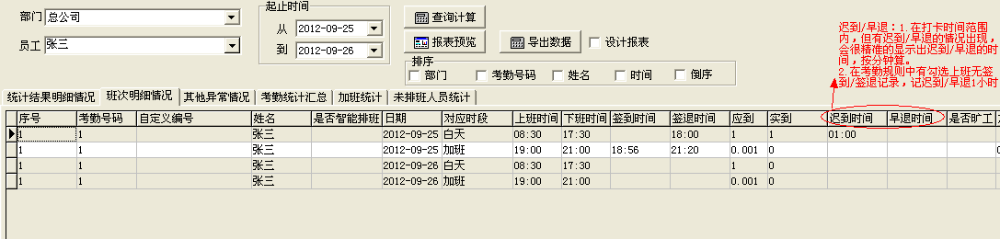 部门 总公司
员工 张三
起止时间
从 2012-09-25
到 2012-09-26
查询计算
报表预览 导出数据 设计报表
排序
部门 考勤号码 姓名 时间 倒序
迟到/早退：1.在打卡时间范围
内，但有迟到/早退的情况出现，
会很精准的显示出迟到/早退的时
间，按分钟算。
2.在考勤规则中有勾选上班无签
到/签退记录，记迟到/早退1小时
统计结果明细情况 班次明细情况 其他异常情况 考勤统计汇总 加班统计 未排班人员统计
序号 考勤号码 自定义编号 姓名 是否智能排班 日期 对应时段 上班时间 下班时间 签到时间 签退时间 应到 实到 迟到时间 早退时间 是否旷工
1 1 张三 2012-09-25 白天 08:30 17:30 18:00 1 1 01:00
1 1 张三 2012-09-25 加班 19:00 21:00 18:56 21:20 0.001 0
1 1 张三 2012-09-26 白天 08:30 17:30 1 0
1 1 张三 2012-09-26 加班 19:00 21:00 0.001 0